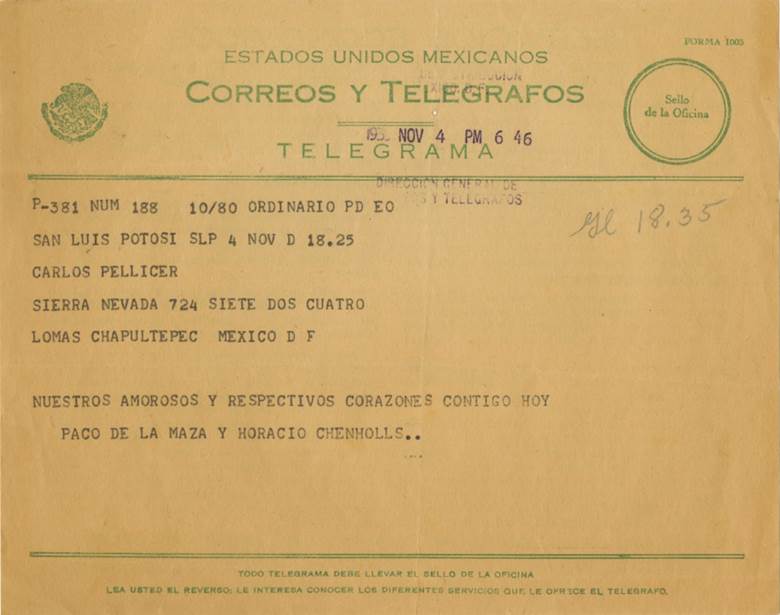 FORMA 1005
ESTADOS UNIDOS MEXICANOS
CORREOS Y TELEGRAFOS
Sello
de la Oficina
NOV 4 PM 6 46
TELEGRAMA
DIRECCION GENERAL DE
Y TELEGRAFOS
P-381 NUM 188 10/80 ORDINARIO PD EO
18.35
SAN LUIS POTOSI SLP 4 NOV D 18.25
CARLOS PELLICER
SIERRA NEVADA 724 SIETE DOS CUATRO
LOMAS CHAPULTEPEC MEXICO D F
NUESTROS AMOROSOS Y RESPECTIVOS CORAZONES CONTIGO HOY
PACO DE LA MAZA Y HORACIO CHENHOLLS..
TODO TELEGRAMA DEBE LLEVAR EL SELLO DE LA OFICINA
LEA USTED EL REVERSO: LE INTERESA CONOCER LOS DIFERENTES SERVICIOS QUE LE OFRICE EL TELEGRAFO.